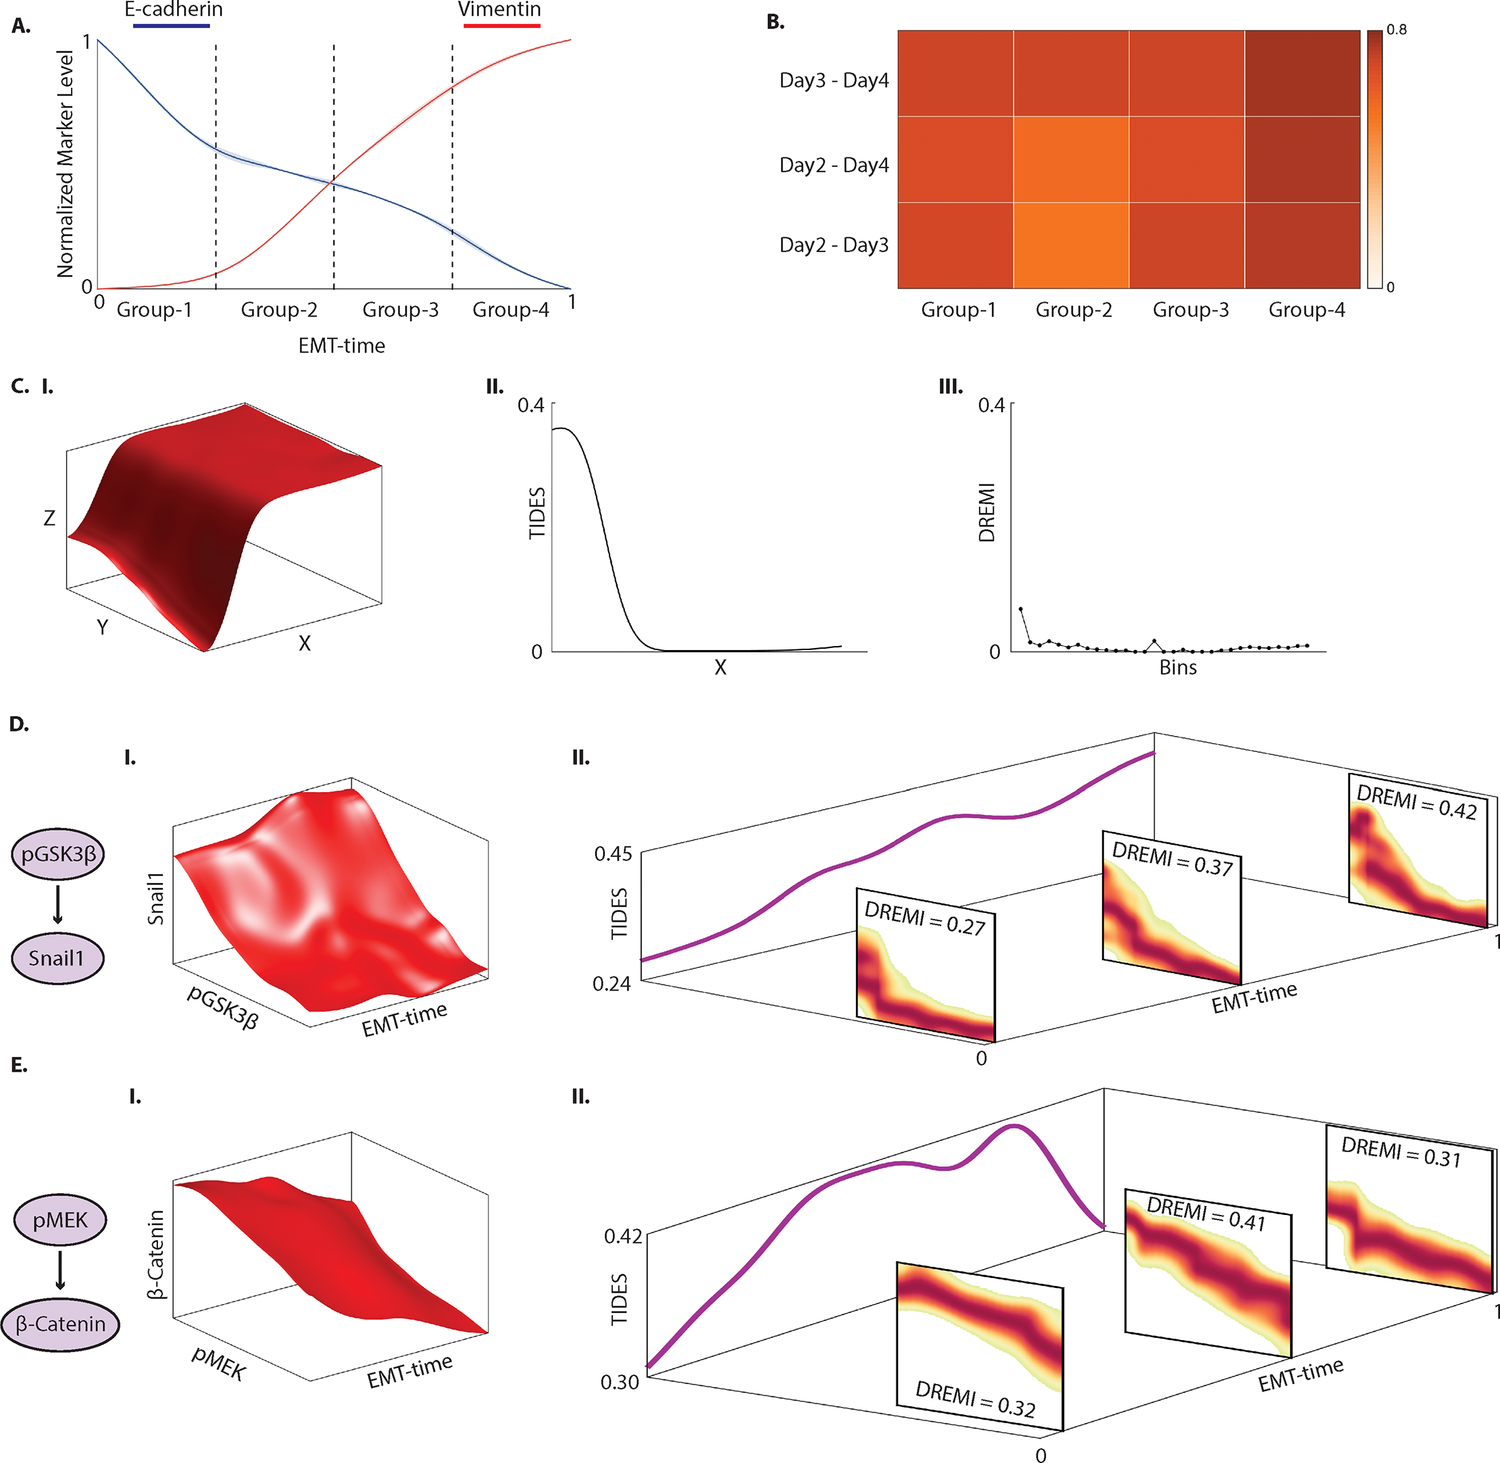 A.
E-cadherin
Vimentin
Normalized Marker Level
1
0
0
1
Group-1
Group-2
Group-3
Group-4
EMT-time
B.
Day3 - Day4
Day2 - Day4
Day2 - Day3
Group-1
Group-2
Group-3
Group-4
0.8
0
C.
I.
Z
Y
X
II.
0.4
TIDES
0
X
III.
0.4
DREMI
0
Bins
D.
pGSK3β
Snail1
I.
Snail1
pGSK3β
EMT-time
II.
0.45
TIDES
0.24
DREMI = 0.27
DREMI = 0.37
DREMI = 0.42
0
EMT-time
1
E.
pMEK
β-Catenin
I.
β-Catenin
pMEK
EMT-time
II.
0.42
TIDES
0.30
DREMI = 0.32
DREMI = 0.41
DREMI = 0.31
0
EMT-time
1